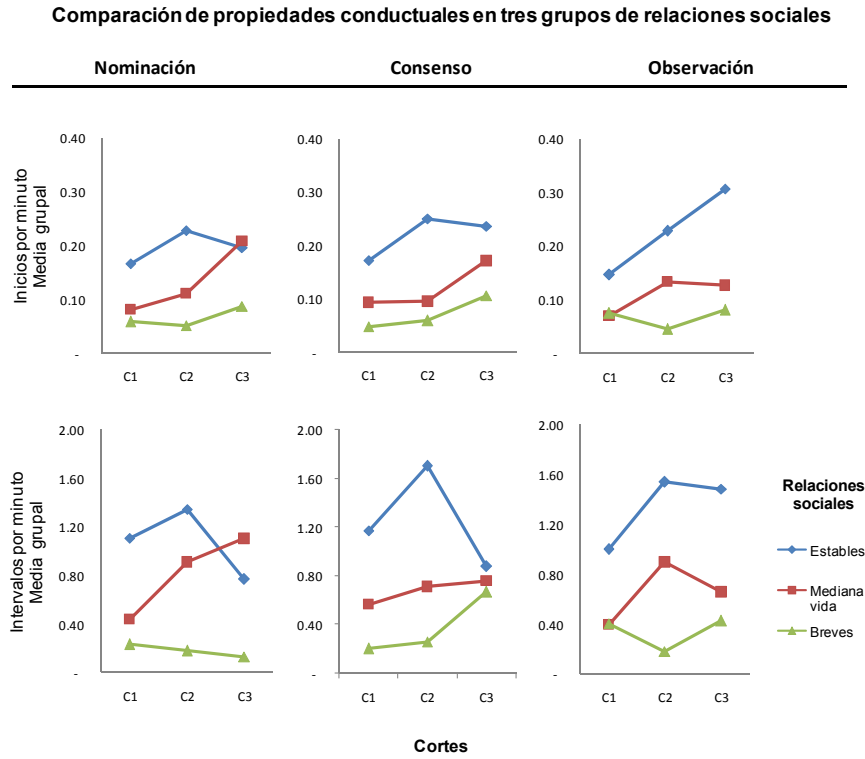 Comparación de propiedades conductuales en tres grupos de relaciones sociales
Nominación Consenso Observación
Inicios por minuto
Media grupal
0.40
0.30
0.20
0.10
-
C1 C2 C3
0.40
0.30
0.20
0.10
-
C1 C2 C3
0.40
0.30
0.20
0.10
-
C1 C2 C3
Intervalos por minuto
Media grupal
2.00
1.60
1.20
0.80
0.40
-
C1 C2 C3
2.00
1.60
1.20
0.80
0.40
-
C1 C2 C3
2.00
1.60
1.20
0.80
0.40
-
C1 C2 C3
Relaciones
sociales
Estables
Mediana
vida
Breves
Cortes